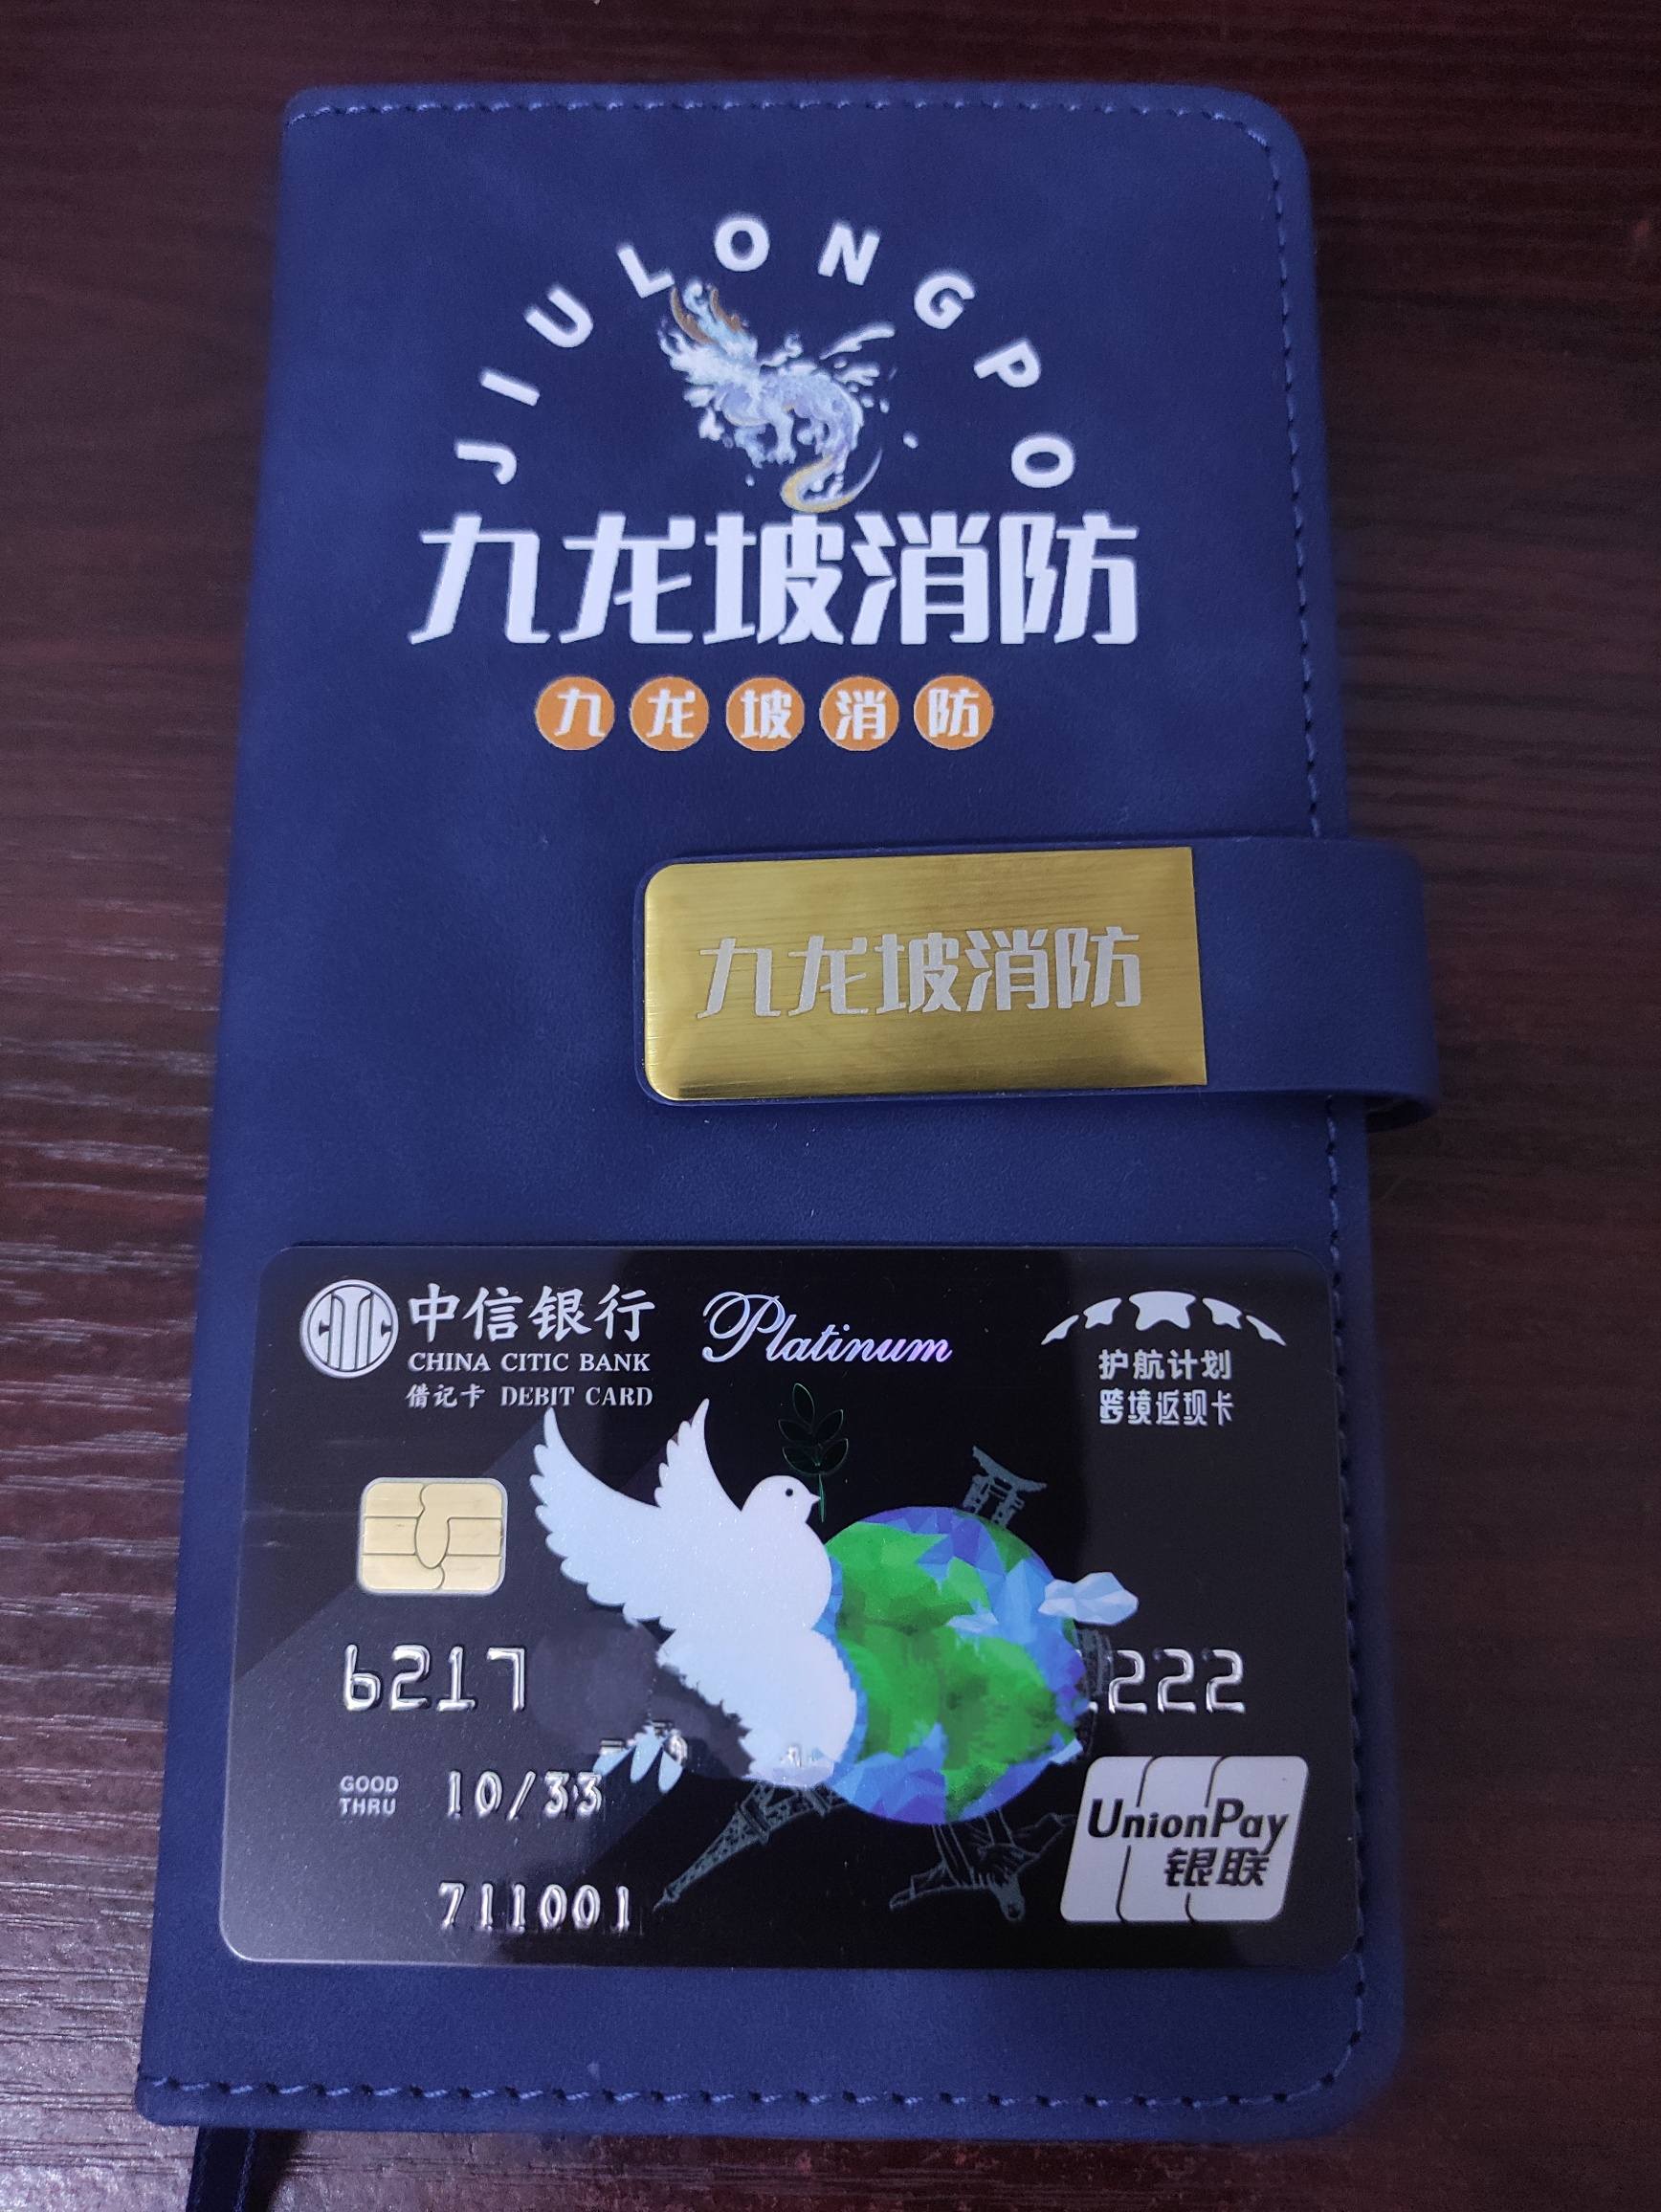 JIULONGPO
九龙坡消防
九龙坡消防
九龙坡消防
中信银行 Platinum
CHINA CITIC BANK
借记卡 DEBIT CARD
护航计划
跨境返现卡
6217 222
GOOD THRU 10/33
711001
UnionPay
银联